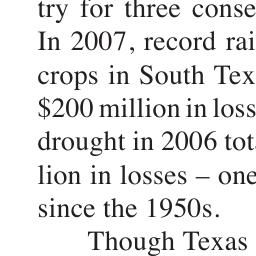 try for three conse
In 2007, record rai
crops in South Tex
$200 million in loss
drought in 2006 tot
lion in losses – one
since the 1950s.
Though Texas